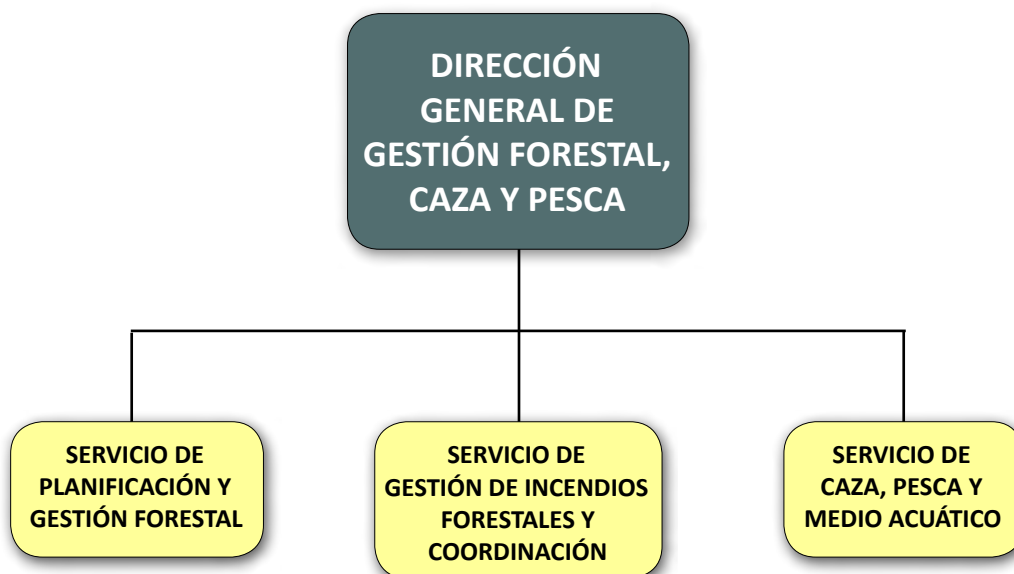 DIRECCIÓN
GENERAL DE
GESTIÓN FORESTAL,
CAZA Y PESCA
SERVICIO DE
PLANIFICACIÓN Y
GESTIÓN FORESTAL
SERVICIO DE
GESTIÓN DE INCENDIOS
FORESTALES Y
COORDINACIÓN
SERVICIO DE
CAZA, PESCA Y
MEDIO ACUÁTICO